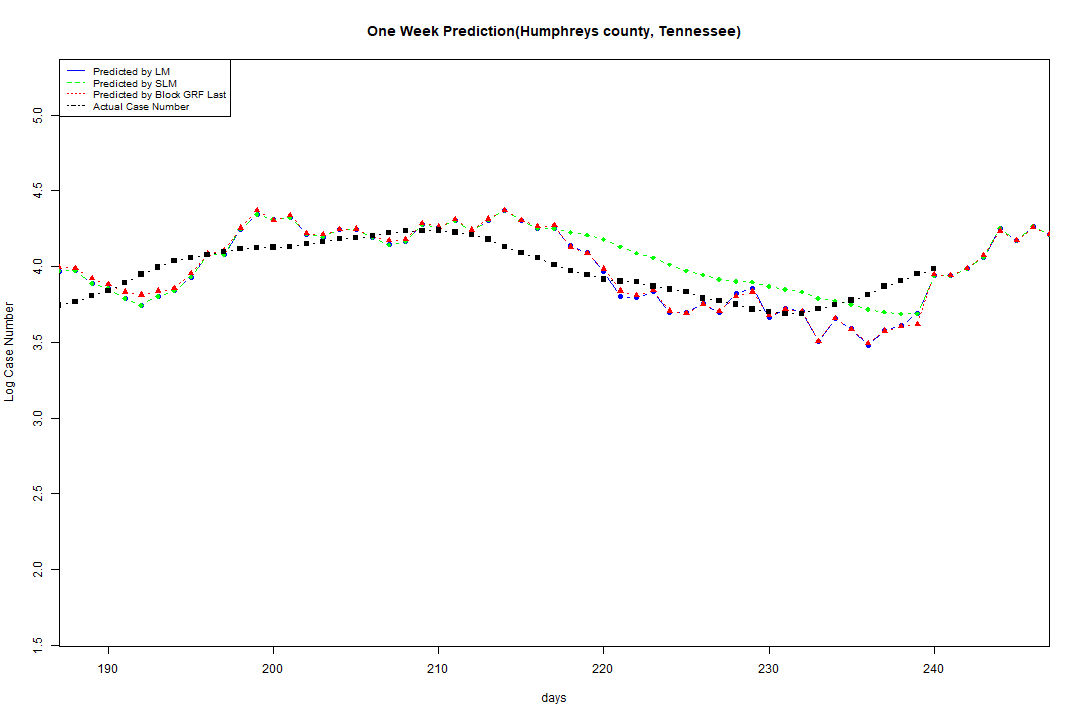 One Week Prediction(Humphreys county, Tennessee)
Predicted by LM
Predicted by SLM
Predicted by Block GRF Last
Actual Case Number
5.0
4.5
4.0
3.5
3.0
2.5
2.0
1.5
Log Case Number
190 200 210 220 230 240
days